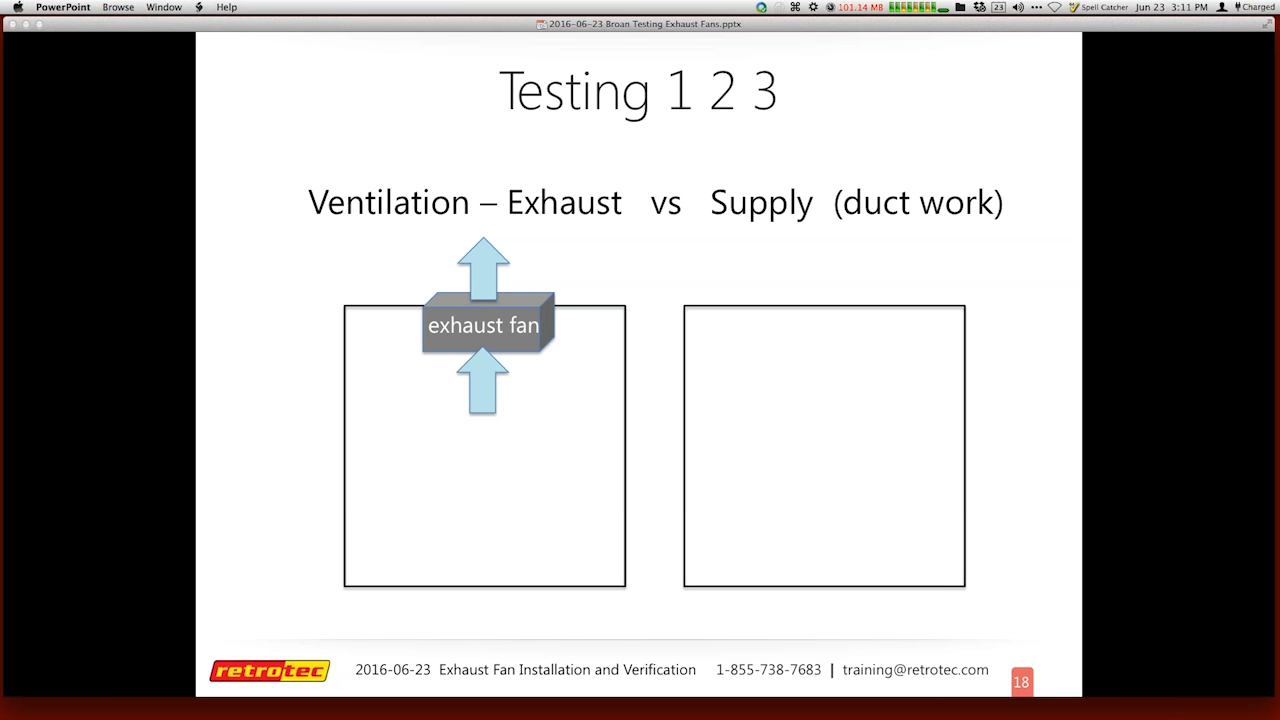 PowerPoint Browse Window Help 101.14 MB 23 Spell Catcher Jun 23 3:11 PM Charged
2016-06-23 Broan Testing Exhaust Fans.pptx
Testing 1 2 3
Ventilation – Exhaust vs Supply (duct work)
exhaust fan
retrotec 2016-06-23 Exhaust Fan Installation and Verification 1-855-738-7683 | training@retrotec.com 18